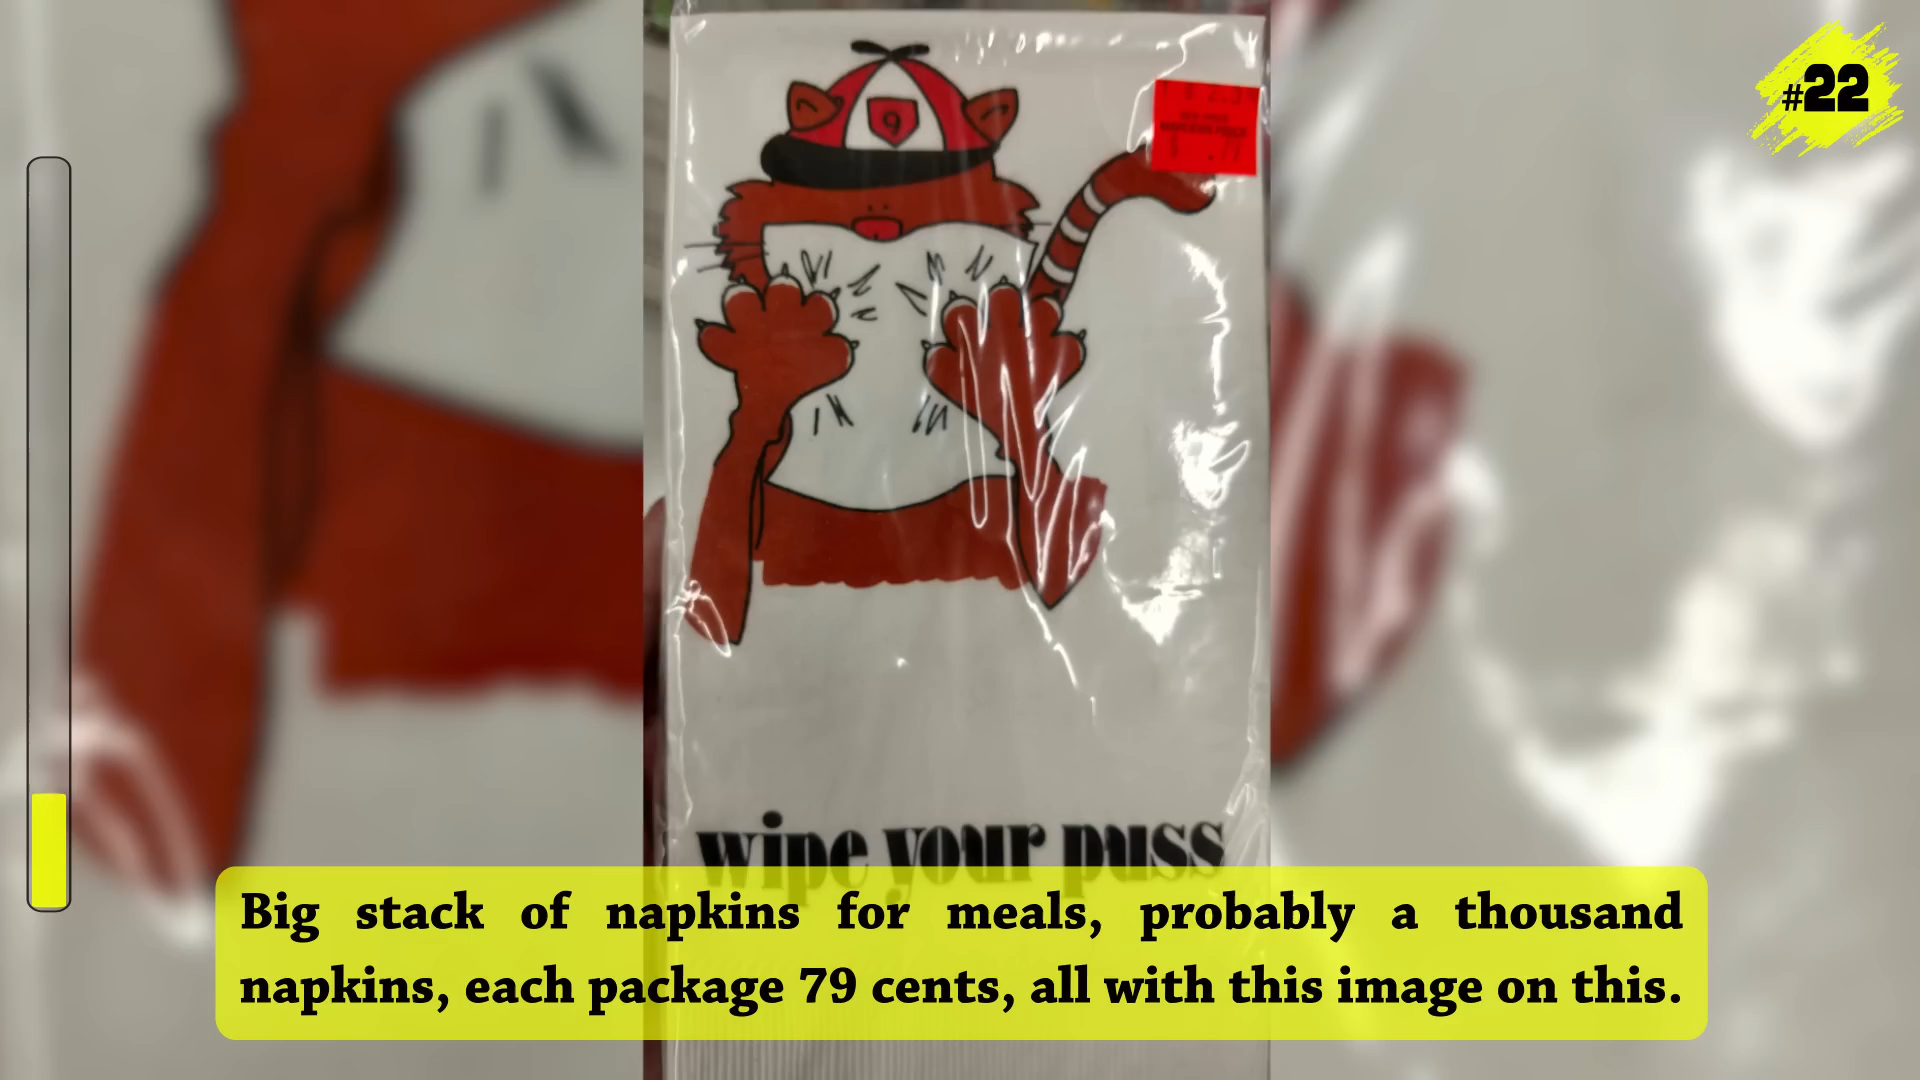 #22
9
wipe your puss
Big stack of napkins for meals, probably a thousand
napkins, each package 79 cents, all with this image on this.